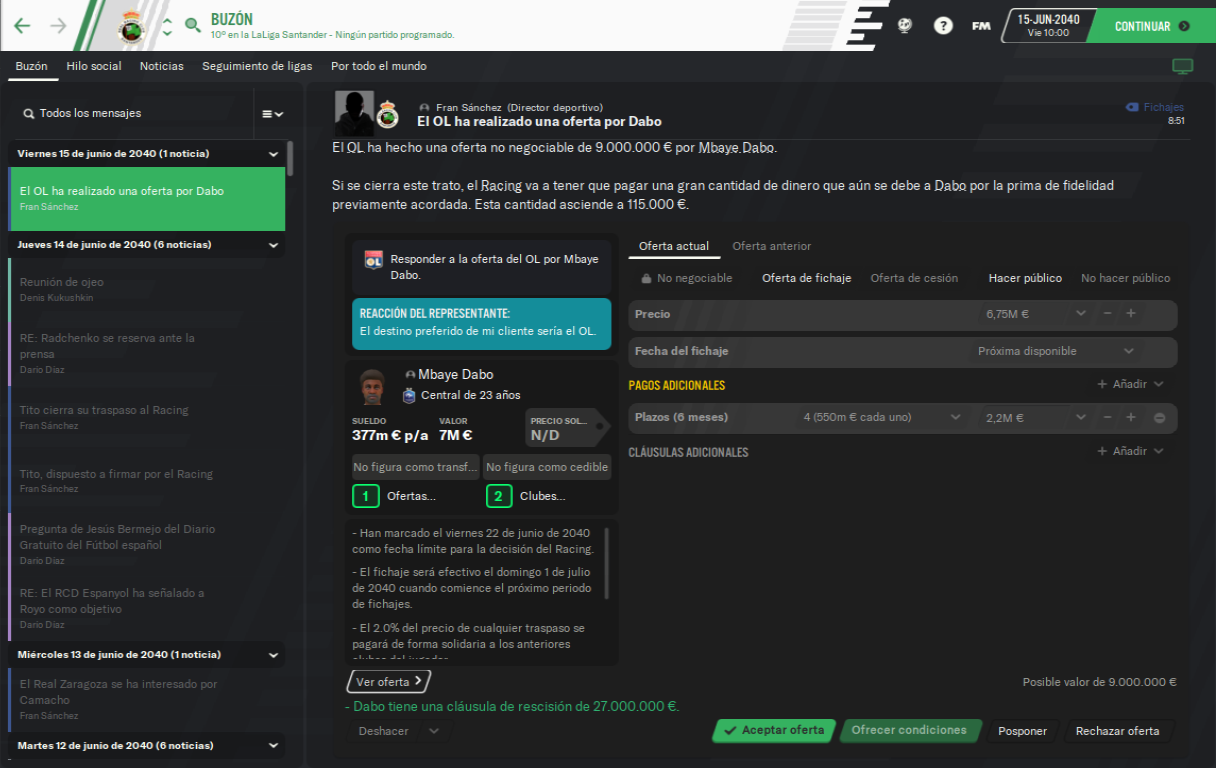 BUZÓN
10º en la LaLiga Santander - Ningún partido programado.
?
FM
15-JUN-2040
Vie 10:00
CONTINUAR
Buzón
Hilo social
Noticias
Seguimiento de ligas
Por todo el mundo
Todos los mensajes
Viernes 15 de junio de 2040 (1 noticia)
El OL ha realizado una oferta por Dabo
Fran Sánchez
Jueves 14 de junio de 2040 (6 noticias)
Reunión de ojeo
Denis Kukushkin
RE: Radchenko se reserva ante la
prensa
Dario Díaz
Tito cierra su traspaso al Racing
Fran Sánchez
Tito, dispuesto a firmar por el Racing
Fran Sánchez
Pregunta de Jesús Bermejo del Diario
Gratuito del Fútbol español
Dario Díaz
RE: El RCD Espanyol ha señalado a
Royo como objetivo
Dario Díaz
Miércoles 13 de junio de 2040 (1 noticia)
El Real Zaragoza se ha interesado por
Camacho
Fran Sánchez
Martes 12 de junio de 2040 (6 noticias)
Fran Sánchez (Director deportivo)
El OL ha realizado una oferta por Dabo
Fichajes
8:51
El OL ha hecho una oferta no negociable de 9.000.000 € por Mbaye Dabo.
Si se cierra este trato, el Racing va a tener que pagar una gran cantidad de dinero que aún se debe a Dabo por la prima de fidelidad
previamente acordada. Esta cantidad asciende a 115.000 €.
OL
Responder a la oferta del OL por Mbaye
Dabo.
REACCIÓN DEL REPRESENTANTE:
El destino preferido de mi cliente sería el OL.
Mbaye Dabo
Central de 23 años
SUELDO
377m € p/a
VALOR
7M €
PRECIO SOL...
N/D
No figura como transf...
No figura como cedible
1 Ofertas...
2 Clubes...
- Han marcado el viernes 22 de junio de 2040
como fecha límite para la decisión del Racing.
- El fichaje será efectivo el domingo 1 de julio
de 2040 cuando comience el próximo periodo
de fichajes.
- El 2.0% del precio de cualquier traspaso se
pagará de forma solidaria a los anteriores
clubes del jugador.
Oferta actual
Oferta anterior
No negociable
Oferta de fichaje
Oferta de cesión
Hacer público
No hacer público
Precio
6,75M €
Fecha del fichaje
Próxima disponible
PAGOS ADICIONALES
+ Añadir
Plazos (6 meses)
4 (550m € cada uno)
2,2M €
CLÁUSULAS ADICIONALES
+ Añadir
Ver oferta
Posible valor de 9.000.000 €
- Dabo tiene una cláusula de rescisión de 27.000.000 €.
Deshacer
Aceptar oferta
Ofrecer condiciones
Posponer
Rechazar oferta